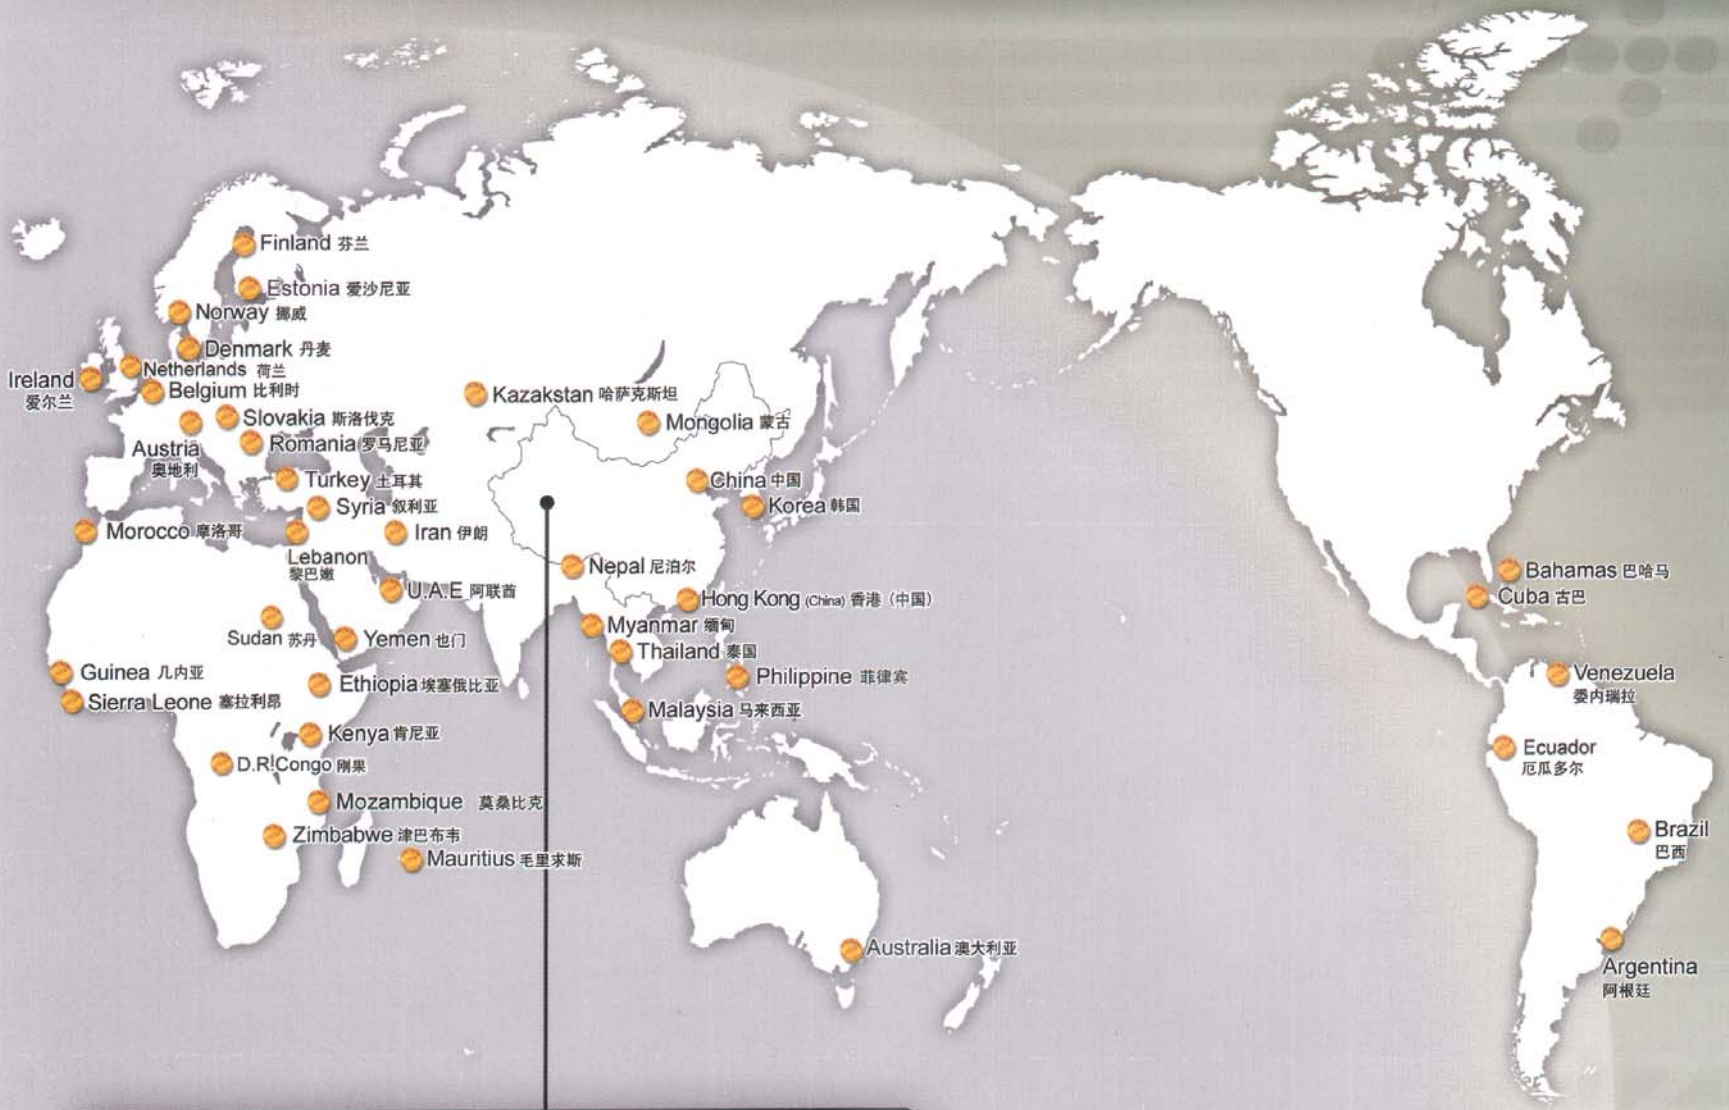 Finland 芬兰
Estonia 爱沙尼亚
Norway 挪威
Denmark 丹麦
Netherlands 荷兰
Ireland
爱尔兰
Belgium 比利时
Kazakstan 哈萨克斯坦
Slovakia 斯洛伐克
Mongolia 蒙古
Romania 罗马尼亚
Austria
奥地利
Turkey 土耳其
China 中国
Syria 叙利亚
Korea 韩国
Morocco 摩洛哥
Iran 伊朗
Lebanon
黎巴嫩
Nepal 尼泊尔
Bahamas 巴哈马
U.A.E 阿联酋
Hong Kong (China) 香港（中国）
Cuba 古巴
Myanmar 缅甸
Sudan 苏丹
Yemen 也门
Thailand 泰国
Guinea 几内亚
Philippine 菲律宾
Venezuela
委内瑞拉
Ethiopia 埃塞俄比亚
Sierra Leone 塞拉利昂
Malaysia 马来西亚
Kenya 肯尼亚
Ecuador
厄瓜多尔
D.R.Congo 刚果
Mozambique 莫桑比克
Brazil
巴西
Zimbabwe 津巴布韦
Mauritius 毛里求斯
Australia 澳大利亚
Argentina
阿根廷